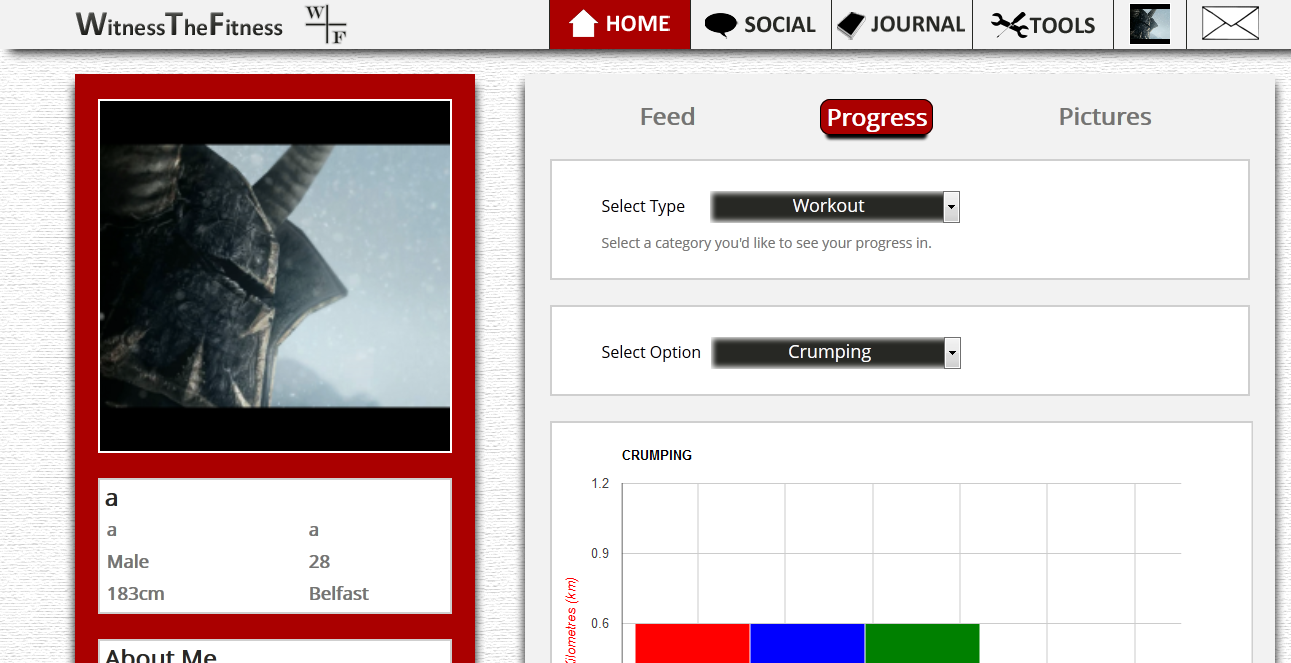 WitnessTheFitness W F HOME SOCIAL JOURNAL TOOLS
Feed Progress Pictures
Select Type Workout
Select a category you'd like to see your progress in.
Select Option Crumping
CRUMPING
1.2
0.9
0.6
Kilometres (km)
a
a a
Male 28
183cm Belfast
About Me